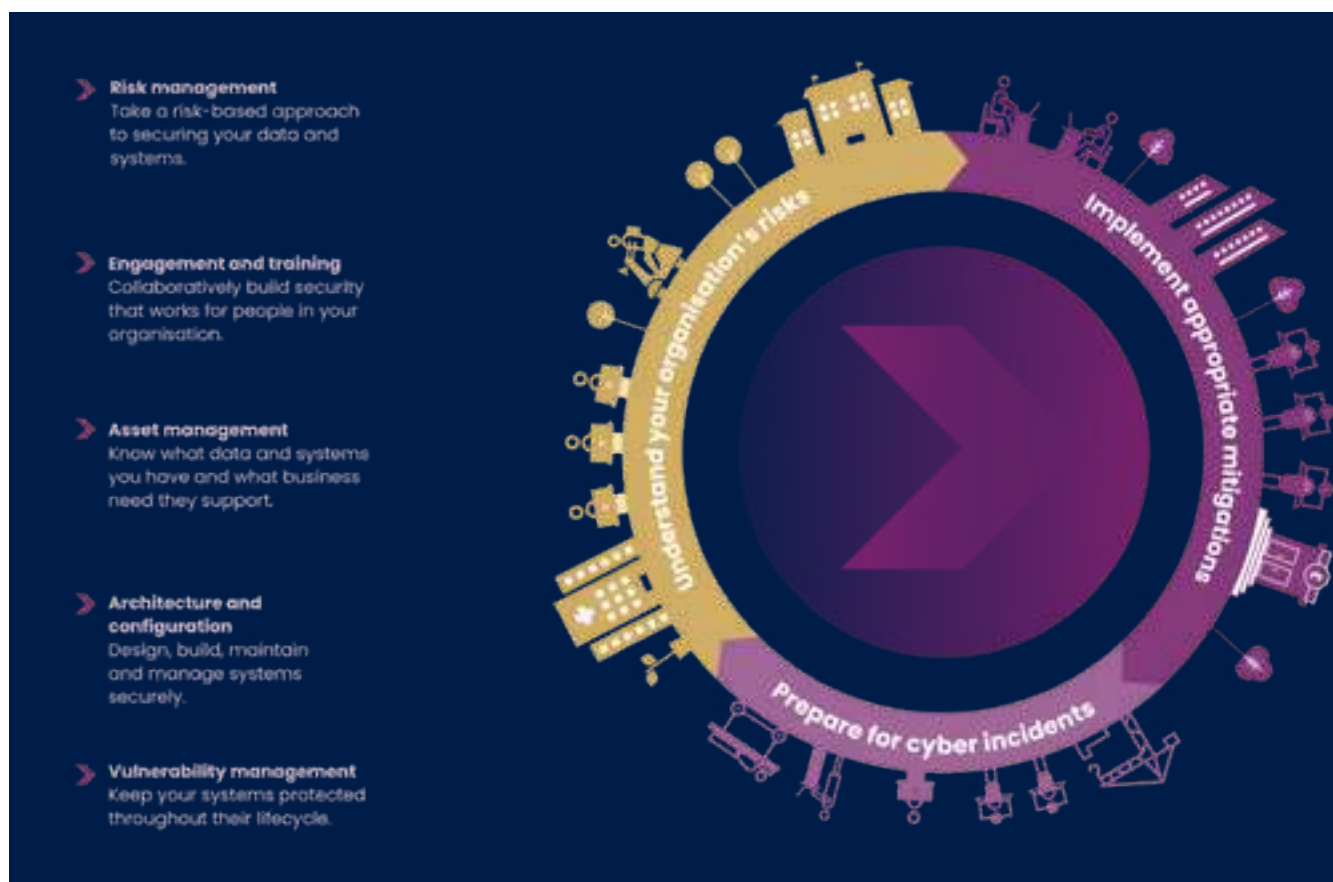 Risk management
Take a risk-based approach
to securing your data and
systems.
Engagement and training
Collaboratively build security
that works for people in your
organisation.
Asset management
Know what data and systems
you have and what business
need they support.
Architecture and
configuration
Design, build, maintain
and manage systems
securely.
Vulnerability management
Keep your systems protected
throughout their lifecycle.
Understand your organisation's risks
Implement appropriate mitigations
Prepare for cyber incidents